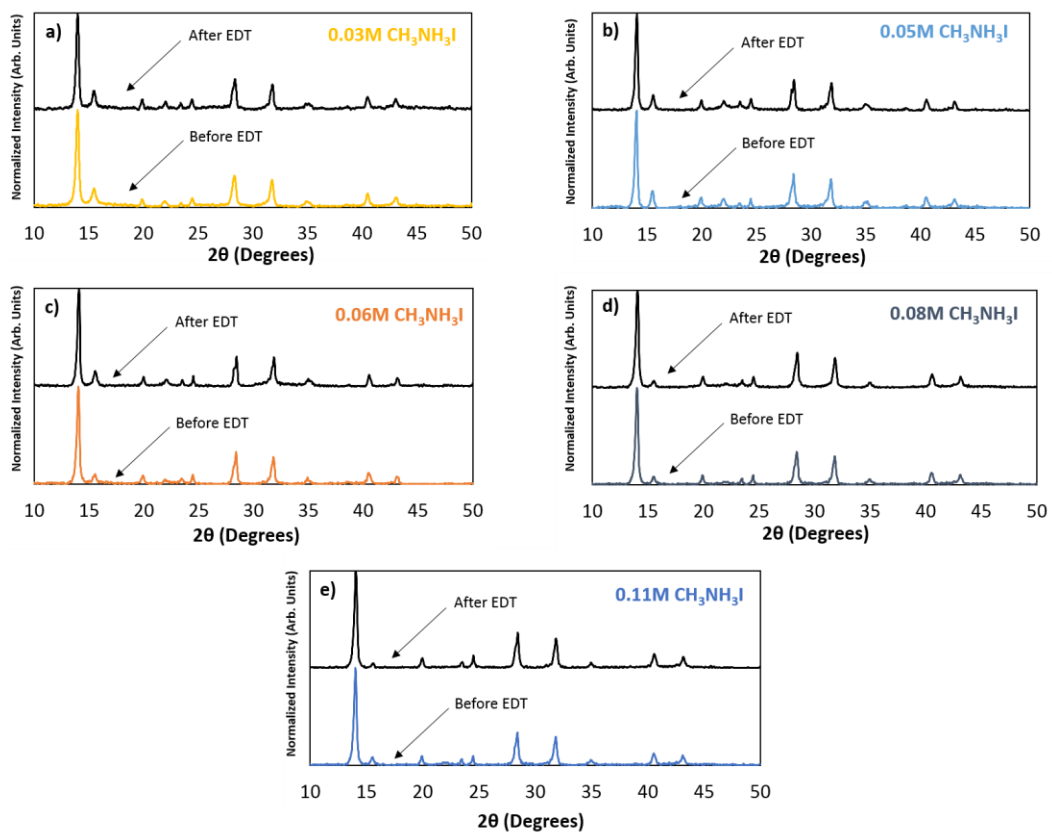 a)
0.03M CH₃NH₃I
After EDT
Before EDT
Normalized Intensity (Arb. Units)
10 15 20 25 30 35 40 45 50
2θ (Degrees)
b)
0.05M CH₃NH₃I
After EDT
Before EDT
Normalized Intensity (Arb. Units)
10 15 20 25 30 35 40 45 50
2θ (Degrees)
c)
0.06M CH₃NH₃I
After EDT
Before EDT
Normalized Intensity (Arb. Units)
10 15 20 25 30 35 40 45 50
2θ (Degrees)
d)
0.08M CH₃NH₃I
After EDT
Before EDT
Normalized Intensity (Arb. Units)
10 15 20 25 30 35 40 45 50
2θ (Degrees)
e)
0.11M CH₃NH₃I
After EDT
Before EDT
Normalized Intensity (Arb. Units)
10 15 20 25 30 35 40 45 50
2θ (Degrees)